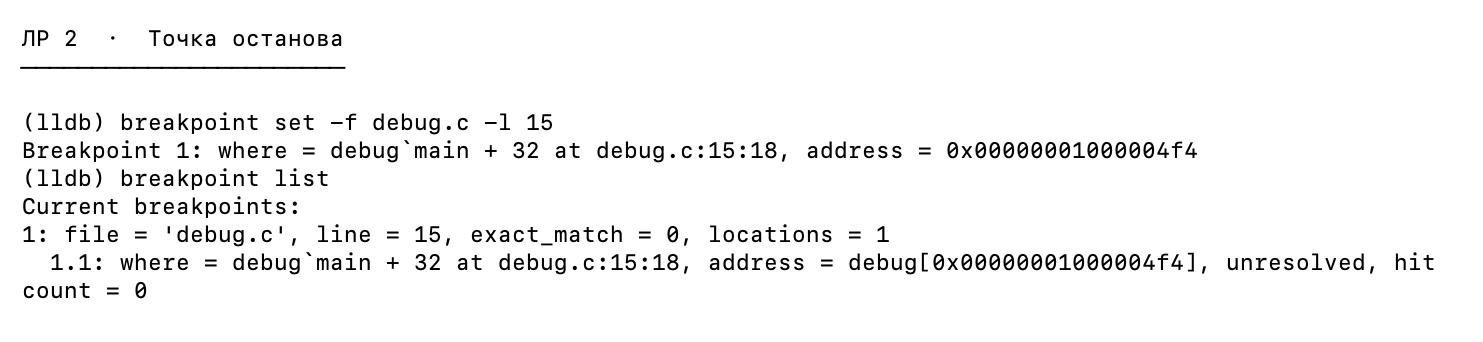 ЛР 2  ·  Точка останова
(lldb) breakpoint set -f debug.c -l 15
Breakpoint 1: where = debug`main + 32 at debug.c:15:18, address = 0x00000001000004f4
(lldb) breakpoint list
Current breakpoints:
1: file = 'debug.c', line = 15, exact_match = 0, locations = 1
  1.1: where = debug`main + 32 at debug.c:15:18, address = debug[0x00000001000004f4], unresolved, hit
count = 0